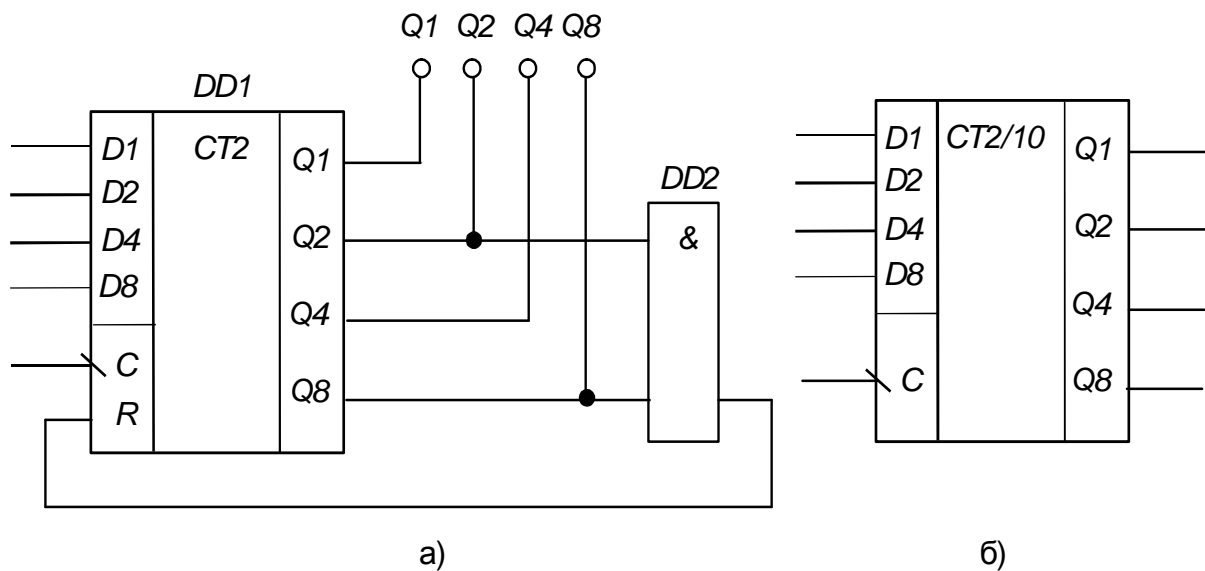 Q1 Q2 Q4 Q8
DD1
D1 CT2 Q1
D2
D4 Q2
D8
Q4
C
Q8
R
DD2
&
D1 CT2/10 Q1
D2
D4 Q2
D8
Q4
C Q8
а)
б)